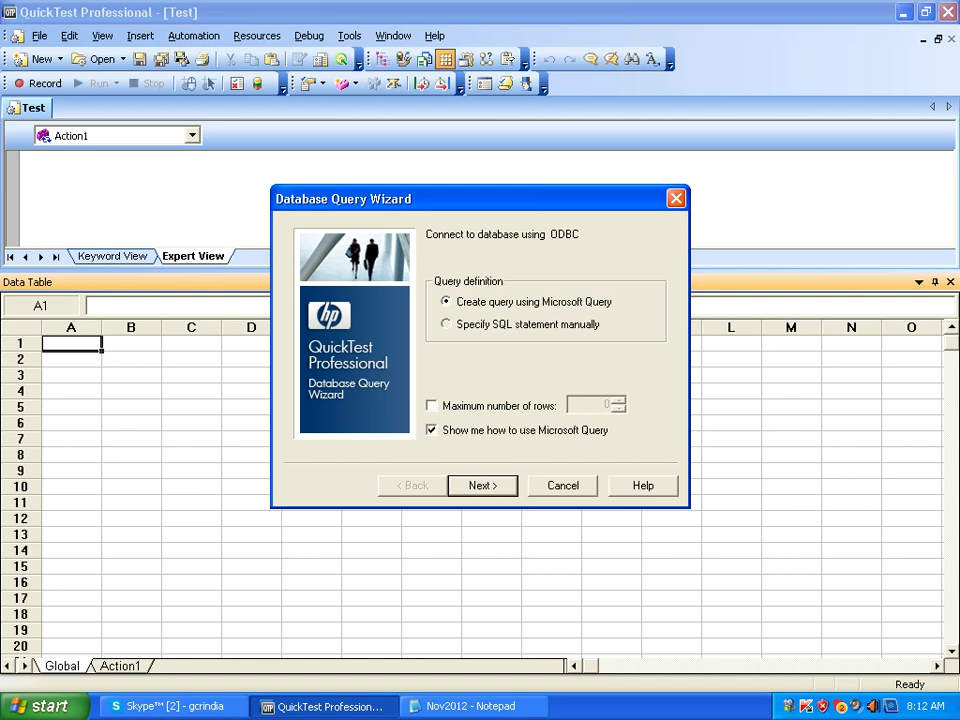 QTP QuickTest Professional - [Test]
File Edit View Insert Automation Resources Debug Tools Window Help
New Open
Record Run Stop
Test
Action1
Database Query Wizard
Connect to database using ODBC
Query definition
Create query using Microsoft Query
Specify SQL statement manually
hp
QuickTest
Professional
Database Query
Wizard
Maximum number of rows: 0
Show me how to use Microsoft Query
< Back Next > Cancel Help
Keyword View Expert View
Data Table
A1
A B C D L M N O
1
2
3
4
5
6
7
8
9
10
11
12
13
14
15
16
17
18
19
20
Global Action1
Ready
start Skype™ [2] - gcrindia QTP QuickTest Profession... Nov2012 - Notepad 8:12 AM